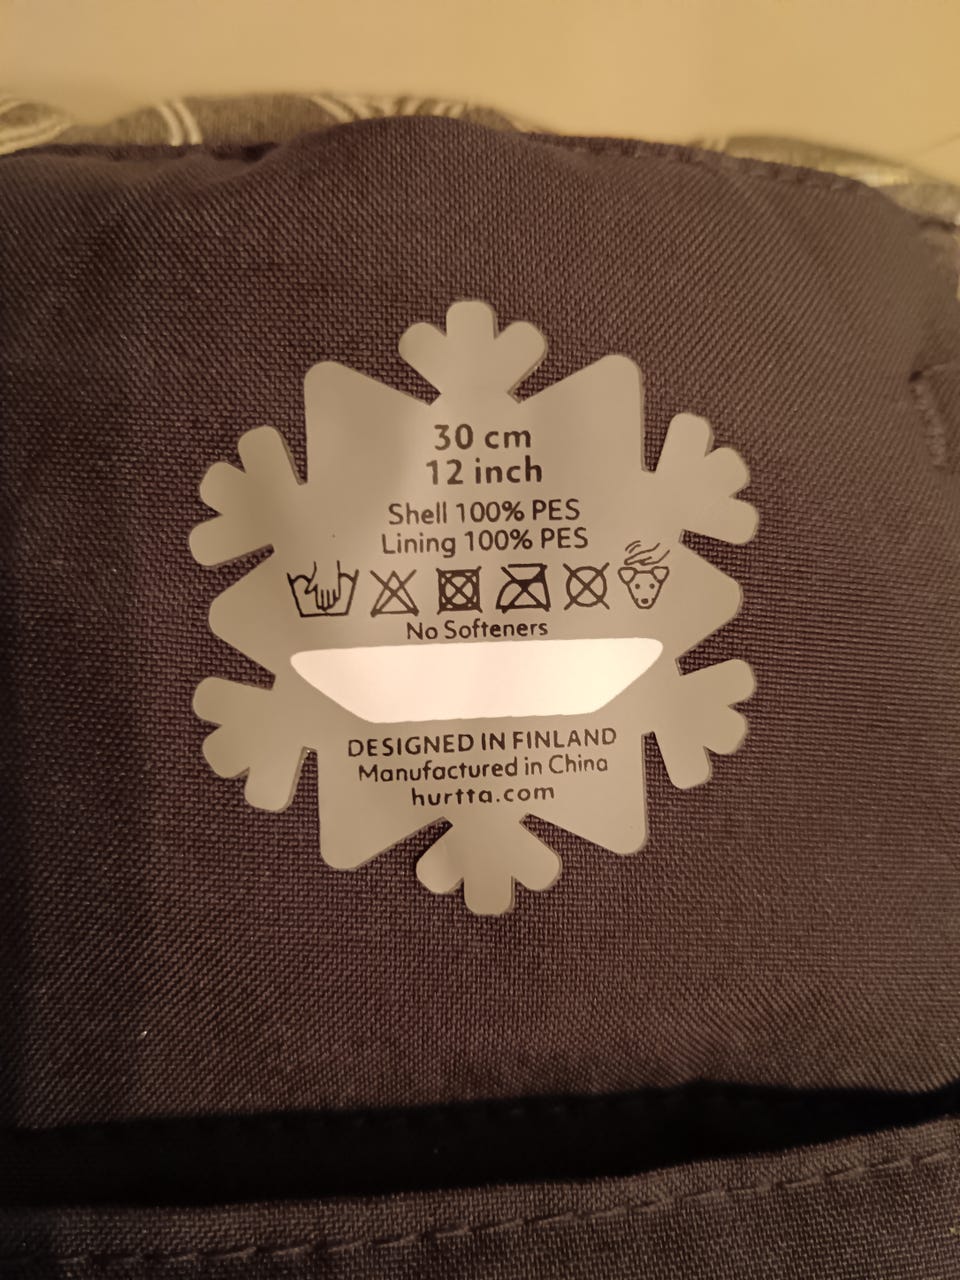 30 cm
12 inch
Shell 100% PES
Lining 100% PES
No Softeners
DESIGNED IN FINLAND
Manufactured in China
hurtta.com